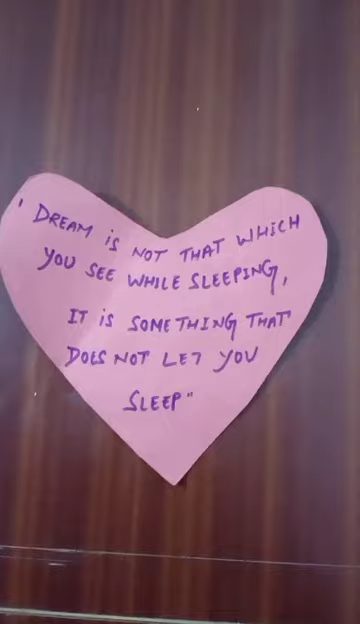 ' DREAM is NOT THAT WHICH
YOU SEE WHILE SLEEPING,
IT iS SOMETHING THAT
DOES NOT LET YOU
SLEEP"